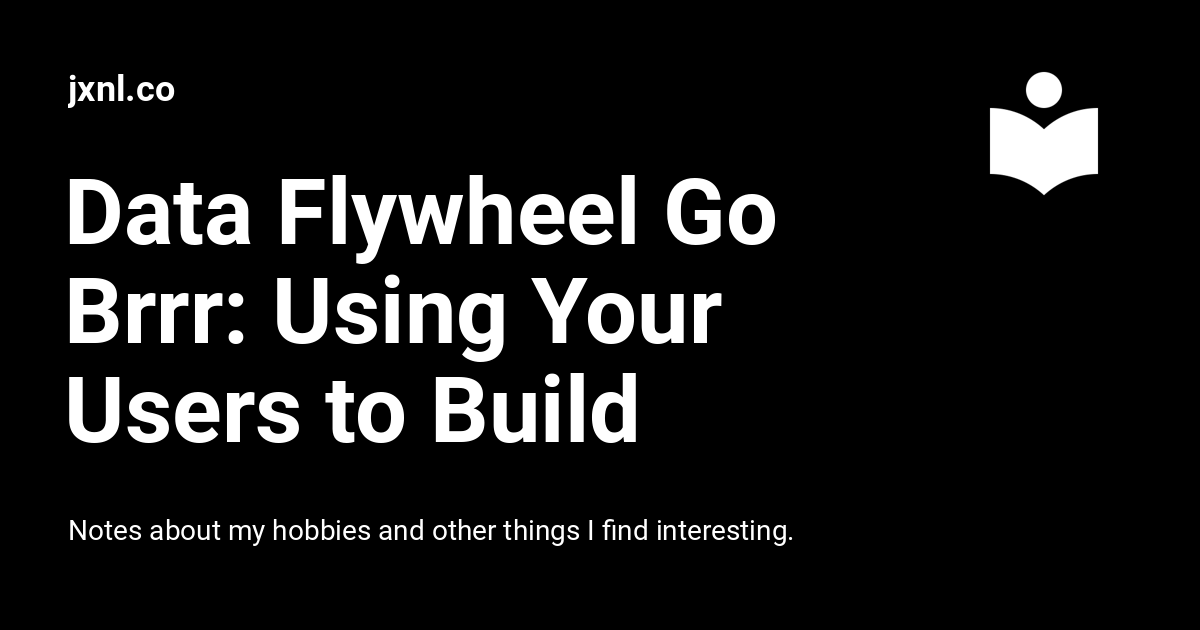 jxnl.co
Data Flywheel Go
Brrr: Using Your
Users to Build
Notes about my hobbies and other things I find interesting.